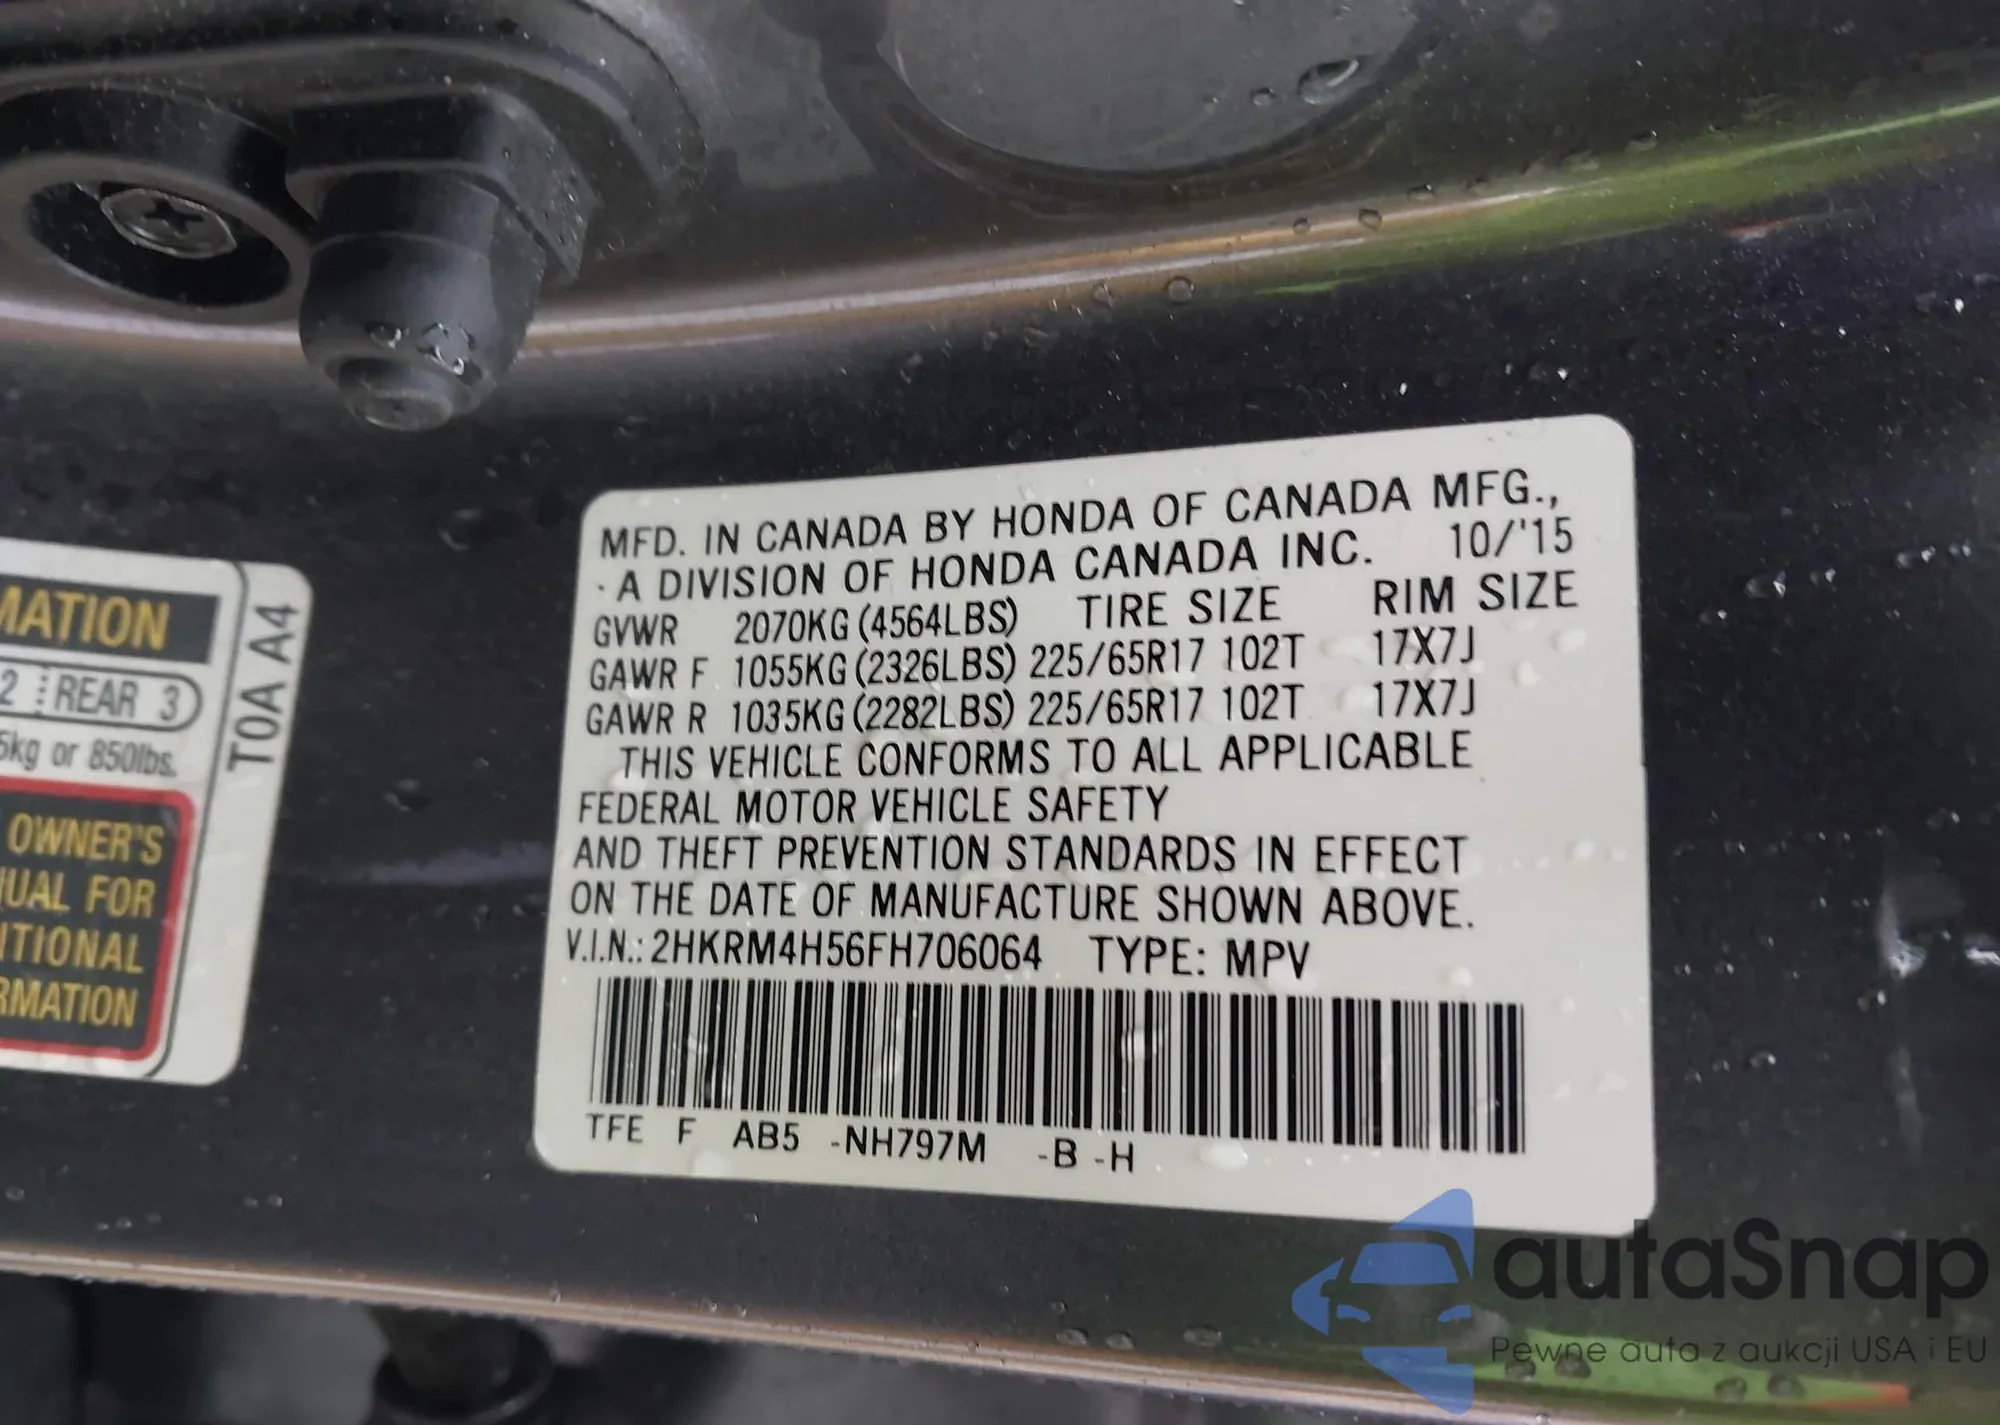 MATION
2 REAR 3
5kg or 850lbs.
OWNER'S
UAL FOR
ITIONAL
RMATION
T0A A4
MFD. IN CANADA BY HONDA OF CANADA MFG.,
· A DIVISION OF HONDA CANADA INC. 10/'15
GVWR 2070KG (4564LBS) TIRE SIZE RIM SIZE
GAWR F 1055KG (2326LBS) 225/65R17 102T 17X7J
GAWR R 1035KG (2282LBS) 225/65R17 102T 17X7J
THIS VEHICLE CONFORMS TO ALL APPLICABLE
FEDERAL MOTOR VEHICLE SAFETY
AND THEFT PREVENTION STANDARDS IN EFFECT
ON THE DATE OF MANUFACTURE SHOWN ABOVE.
V.I.N.: 2HKRM4H56FH706064 TYPE: MPV
TFE F AB5 -NH797M -B -H
autaSnap
Pewne auta z aukcji USA i EU